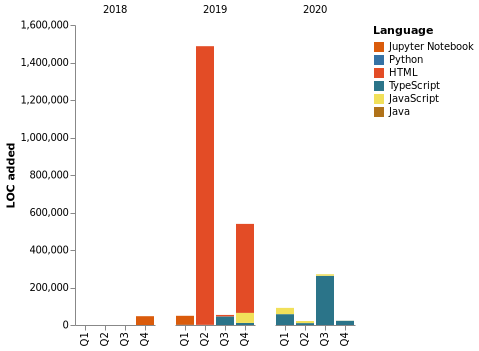 2018 2019 2020
1,600,000
1,400,000
1,200,000
1,000,000
800,000
600,000
400,000
200,000
0
LOC added
Q1 Q2 Q3 Q4 Q1 Q2 Q3 Q4 Q1 Q2 Q3 Q4
Language
Jupyter Notebook
Python
HTML
TypeScript
JavaScript
Java